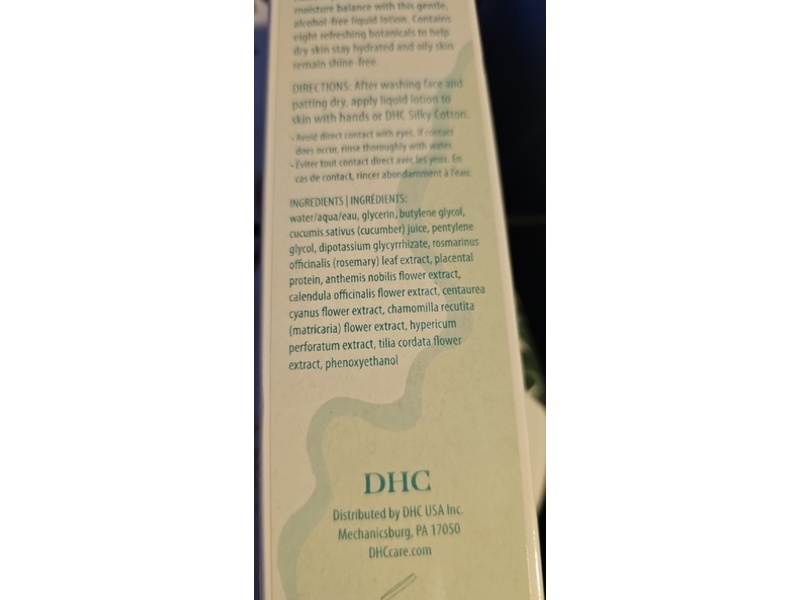 moisture balance with this gentle,
alcohol-free liquid lotion. Contains
eight refreshing botanicals to help
dry skin stay hydrated and oily skin
remain shine-free.
DIRECTIONS: After washing face and
patting dry, apply liquid lotion to
skin with hands or DHC Silky Cotton.
• Avoid direct contact with eyes. If contact
does occur, rinse thoroughly with water.
• Éviter tout contact direct avec les yeux. En
cas de contact, rincer abondamment à l'eau.
INGREDIENTS | INGRÉDIENTS:
water/aqua/eau, glycerin, butylene glycol,
cucumis sativus (cucumber) juice, pentylene
glycol, dipotassium glycyrrhizate, rosmarinus
officinalis (rosemary) leaf extract, placental
protein, anthemis nobilis flower extract,
calendula officinalis flower extract, centaurea
cyanus flower extract, chamomilla recutita
(matricaria) flower extract, hypericum
perforatum extract, tilia cordata flower
extract, phenoxyethanol
DHC
Distributed by DHC USA Inc.
Mechanicsburg, PA 17050
DHCcare.com